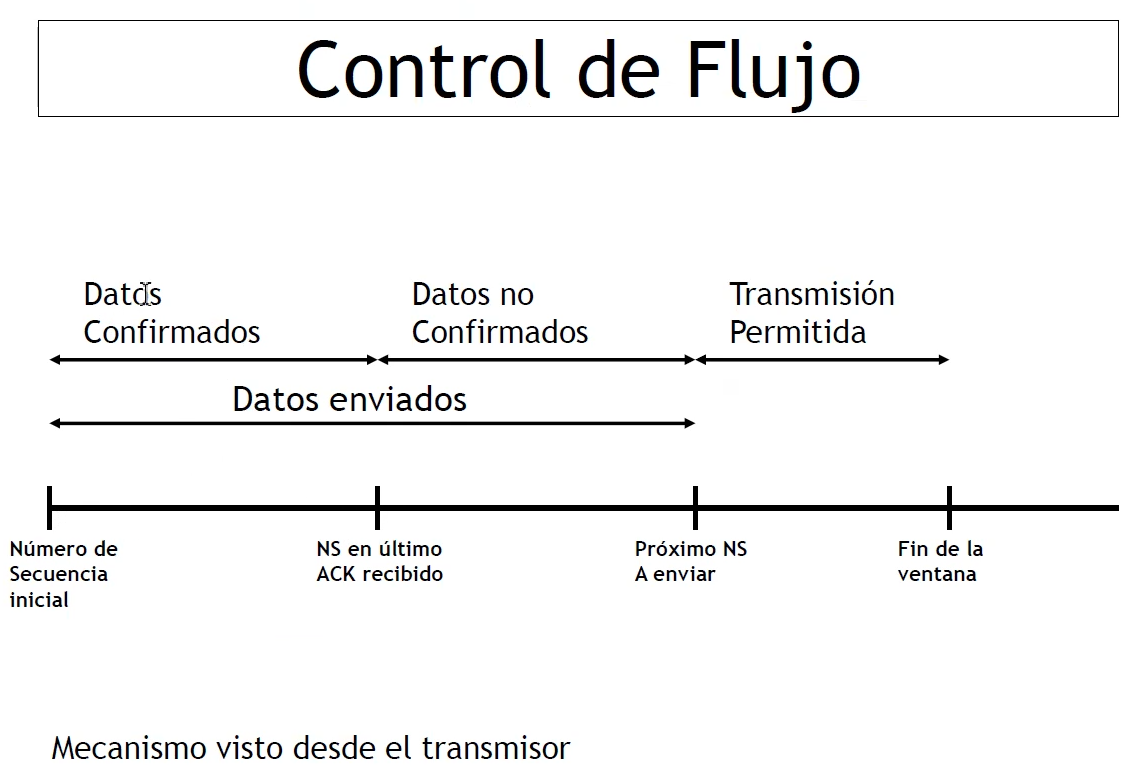 Control de Flujo
Datos
Confirmados
Datos no
Confirmados
Transmisión
Permitida
Datos enviados
Número de
Secuencia
inicial
NS en último
ACK recibido
Próximo NS
A enviar
Fin de la
ventana
Mecanismo visto desde el transmisor